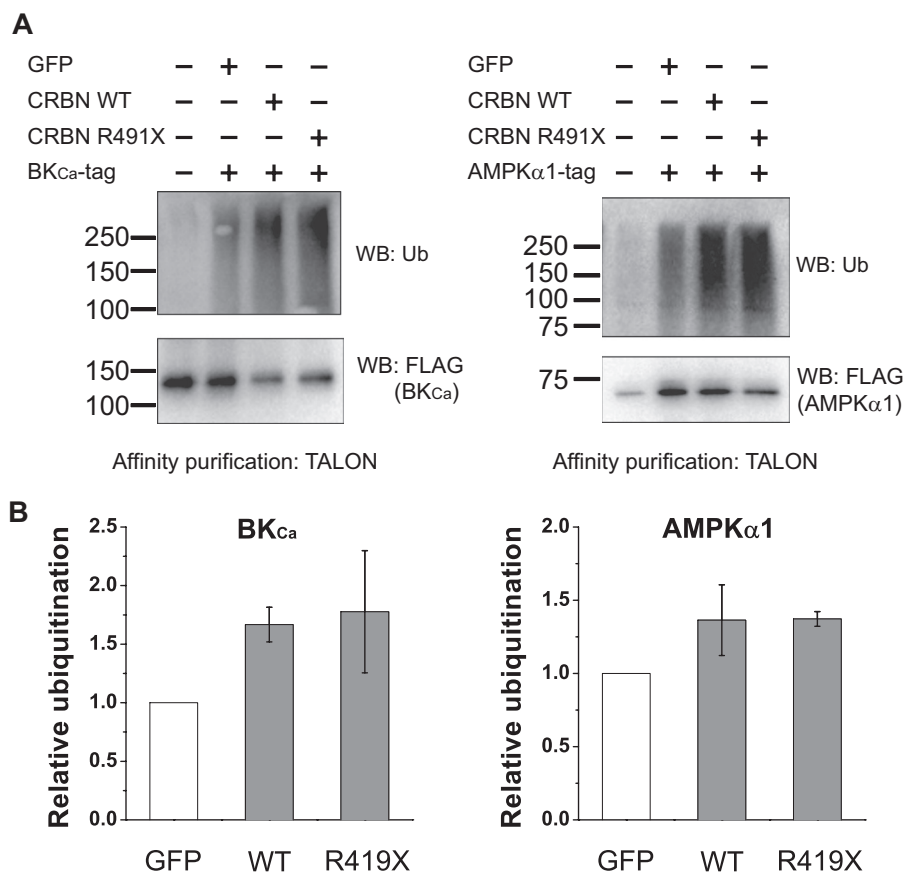 A
GFP − + − −
CRBN WT − − + −
CRBN R491X − − − +
BKCa-tag − + + +
250
150
100
WB: Ub
150
100
WB: FLAG
(BKCa)
Affinity purification: TALON
GFP − + − −
CRBN WT − − + −
CRBN R491X − − − +
AMPKα1-tag − + + +
250
150
100
75
WB: Ub
75
WB: FLAG
(AMPKα1)
Affinity purification: TALON
B
BKCa
Relative ubiquitination
2.5
2.0
1.5
1.0
0.5
0.0
GFP WT R419X
AMPKα1
Relative ubiquitination
2.0
1.5
1.0
0.5
0.0
GFP WT R419X